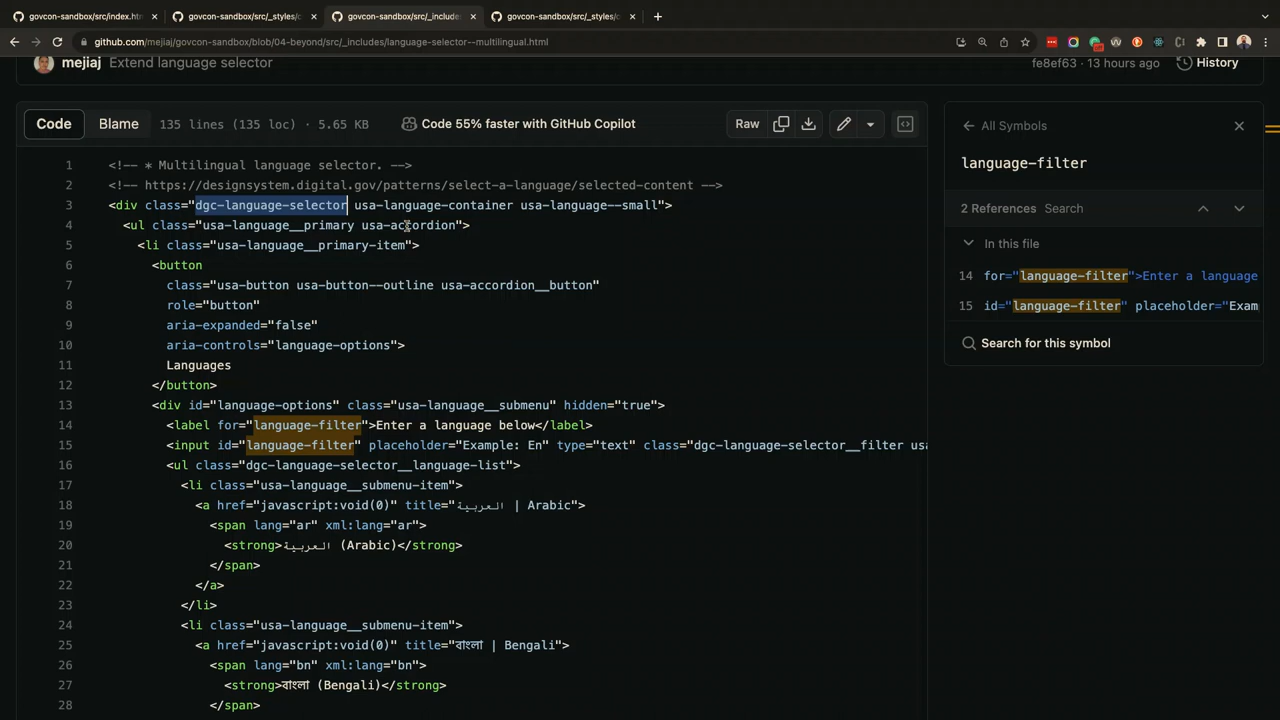 govcon-sandbox/src/index.htm
govcon-sandbox/src/_styles/c
govcon-sandbox/src/_include
govcon-sandbox/src/_styles/c
github.com/mejiaj/govcon-sandbox/blob/04-beyond/src/_includes/language-selector--multilingual.html
mejiaj Extend language selector
fe8ef63 · 13 hours ago History
Code Blame 135 lines (135 loc) · 5.65 KB Code 55% faster with GitHub Copilot Raw
1 <!-- * Multilingual language selector. -->
2 <!-- https://designsystem.digital.gov/patterns/select-a-language/selected-content -->
3 <div class="dgc-language-selector usa-language-container usa-language--small">
4 <ul class="usa-language__primary usa-accordion">
5 <li class="usa-language__primary-item">
6 <button
7 class="usa-button usa-button--outline usa-accordion__button"
8 role="button"
9 aria-expanded="false"
10 aria-controls="language-options">
11 Languages
12 </button>
13 <div id="language-options" class="usa-language__submenu" hidden="true">
14 <label for="language-filter">Enter a language below</label>
15 <input id="language-filter" placeholder="Example: En" type="text" class="dgc-language-selector__filter usa
16 <ul class="dgc-language-selector__language-list">
17 <li class="usa-language__submenu-item">
18 <a href="javascript:void(0)" title="العربية | Arabic">
19 <span lang="ar" xml:lang="ar">
20 <strong>العربية (Arabic)</strong>
21 </span>
22 </a>
23 </li>
24 <li class="usa-language__submenu-item">
25 <a href="javascript:void(0)" title="বাংলা | Bengali">
26 <span lang="bn" xml:lang="bn">
27 <strong>বাংলা (Bengali)</strong>
28 </span>
All Symbols
language-filter
2 References Search
In this file
14 for="language-filter">Enter a language
15 id="language-filter" placeholder="Exam
Search for this symbol